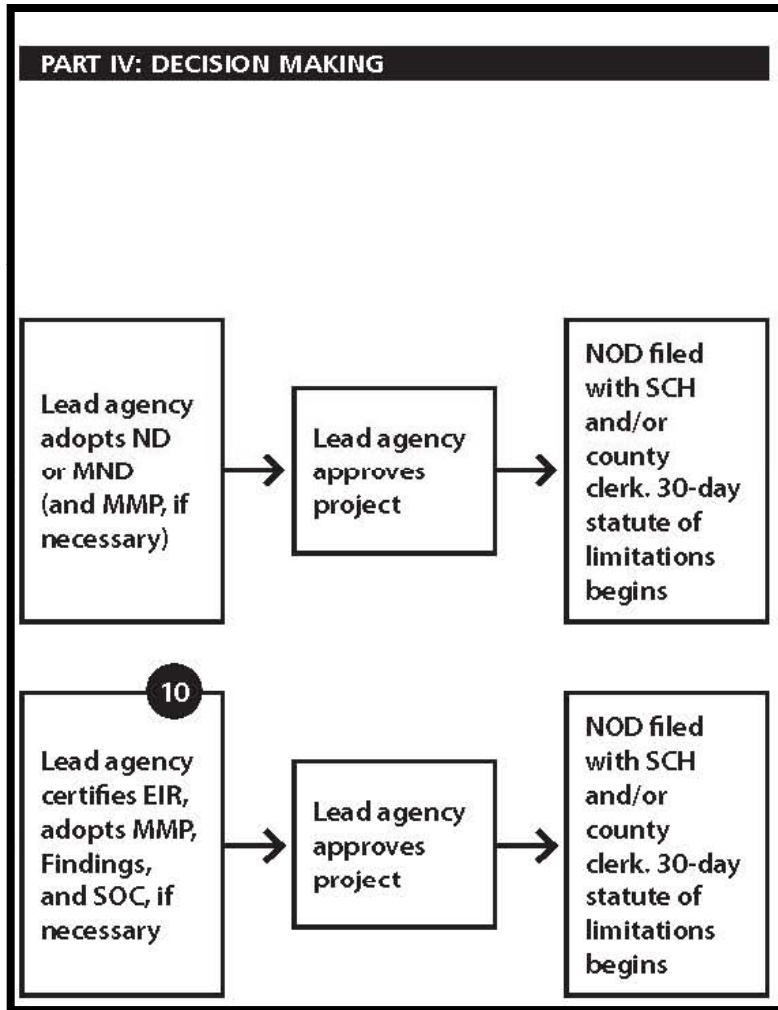 PART IV: DECISION MAKING
Lead agency
adopts ND
or MND
(and MMP, if
necessary)
Lead agency
approves
project
NOD filed
with SCH
and/or
county
clerk. 30-day
statute of
limitations
begins
10
Lead agency
certifies EIR,
adopts MMP,
Findings,
and SOC, if
necessary
Lead agency
approves
project
NOD filed
with SCH
and/or
county
clerk. 30-day
statute of
limitations
begins